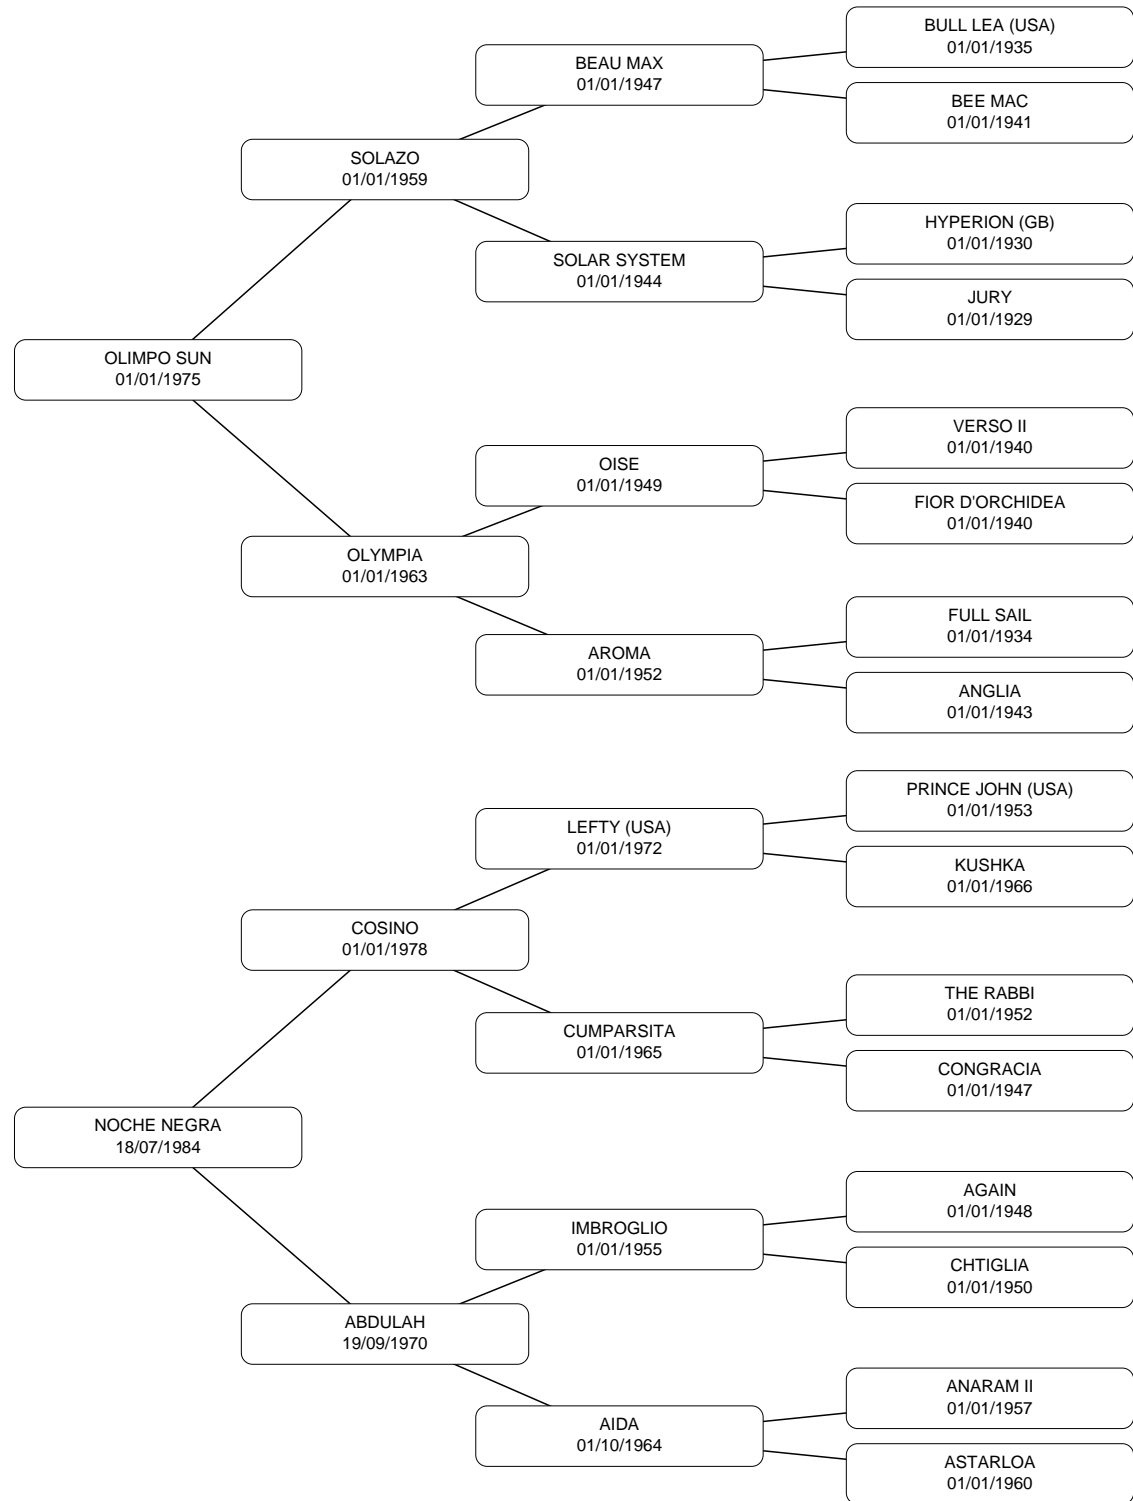 BULL LEA (USA)
01/01/1935
BEAU MAX
01/01/1947
BEE MAC
01/01/1941
SOLAZO
01/01/1959
HYPERION (GB)
01/01/1930
SOLAR SYSTEM
01/01/1944
JURY
01/01/1929
OLIMPO SUN
01/01/1975
VERSO II
01/01/1940
OISE
01/01/1949
FIOR D'ORCHIDEA
01/01/1940
OLYMPIA
01/01/1963
FULL SAIL
01/01/1934
AROMA
01/01/1952
ANGLIA
01/01/1943
PRINCE JOHN (USA)
01/01/1953
LEFTY (USA)
01/01/1972
KUSHKA
01/01/1966
COSINO
01/01/1978
THE RABBI
01/01/1952
CUMPARSITA
01/01/1965
CONGRACIA
01/01/1947
NOCHE NEGRA
18/07/1984
AGAIN
01/01/1948
IMBROGLIO
01/01/1955
CHTIGLIA
01/01/1950
ABDULAH
19/09/1970
ANARAM II
01/01/1957
AIDA
01/10/1964
ASTARLOA
01/01/1960